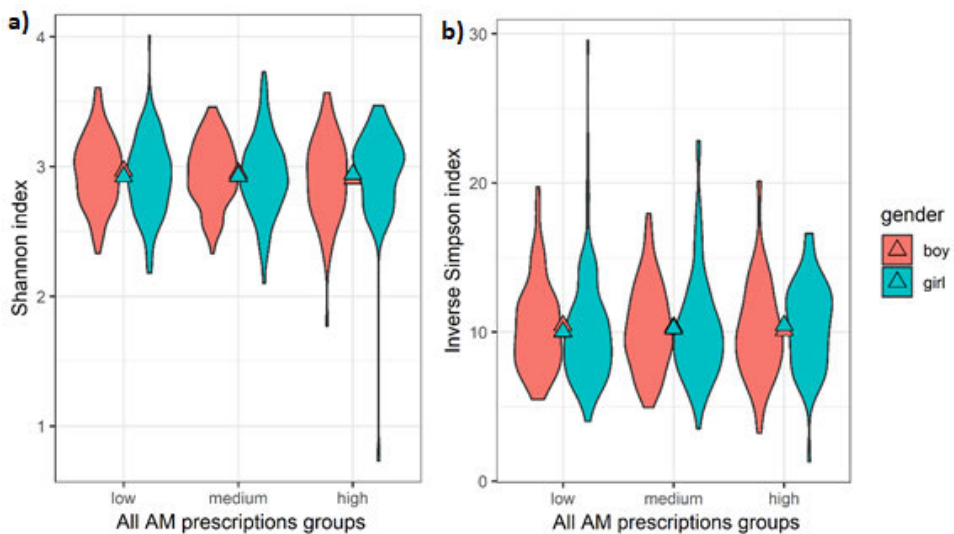 a)
4
3
2
1
Shannon index
low medium high
All AM prescriptions groups
b)
30
20
10
0
Inverse Simpson index
low medium high
All AM prescriptions groups
gender
boy
girl